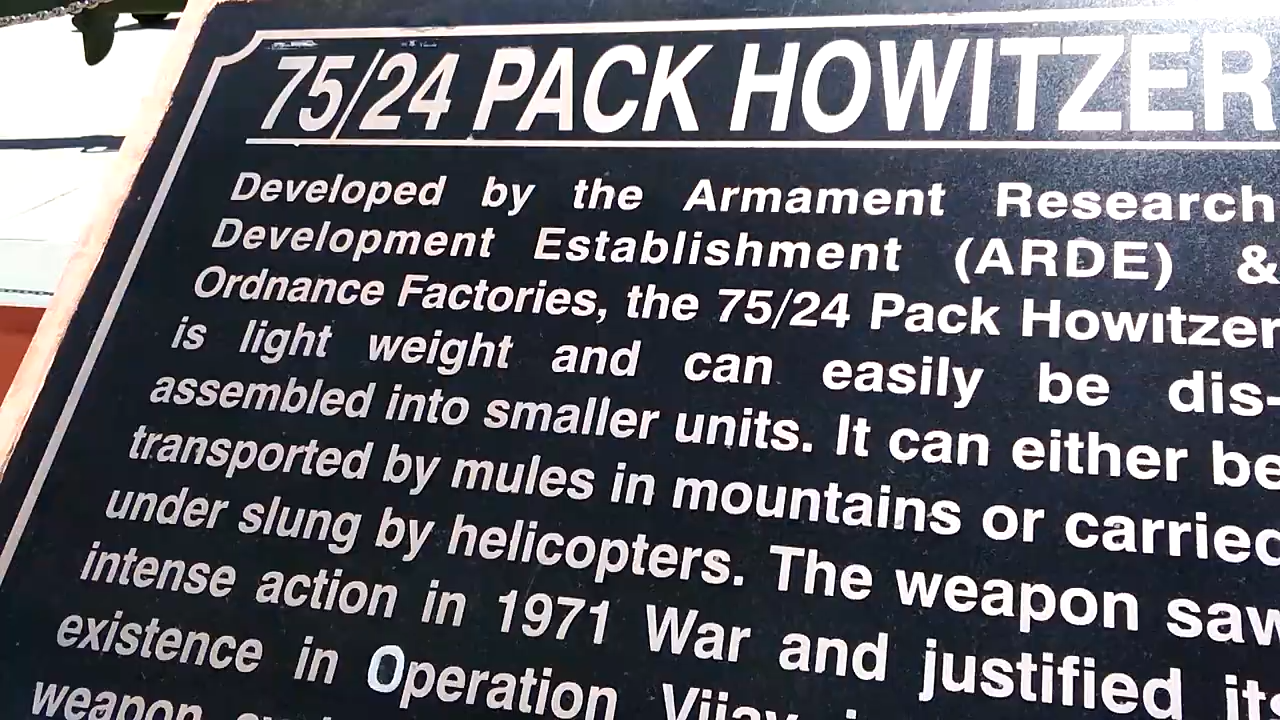 75/24 PACK HOWITZER
Developed by the Armament Research
Development Establishment (ARDE) &
Ordnance Factories, the 75/24 Pack Howitzer
is light weight and can easily be dis-
assembled into smaller units. It can either be
transported by mules in mountains or carried
under slung by helicopters. The weapon saw
intense action in 1971 War and justified its
existence in Operation Vijay
weapon